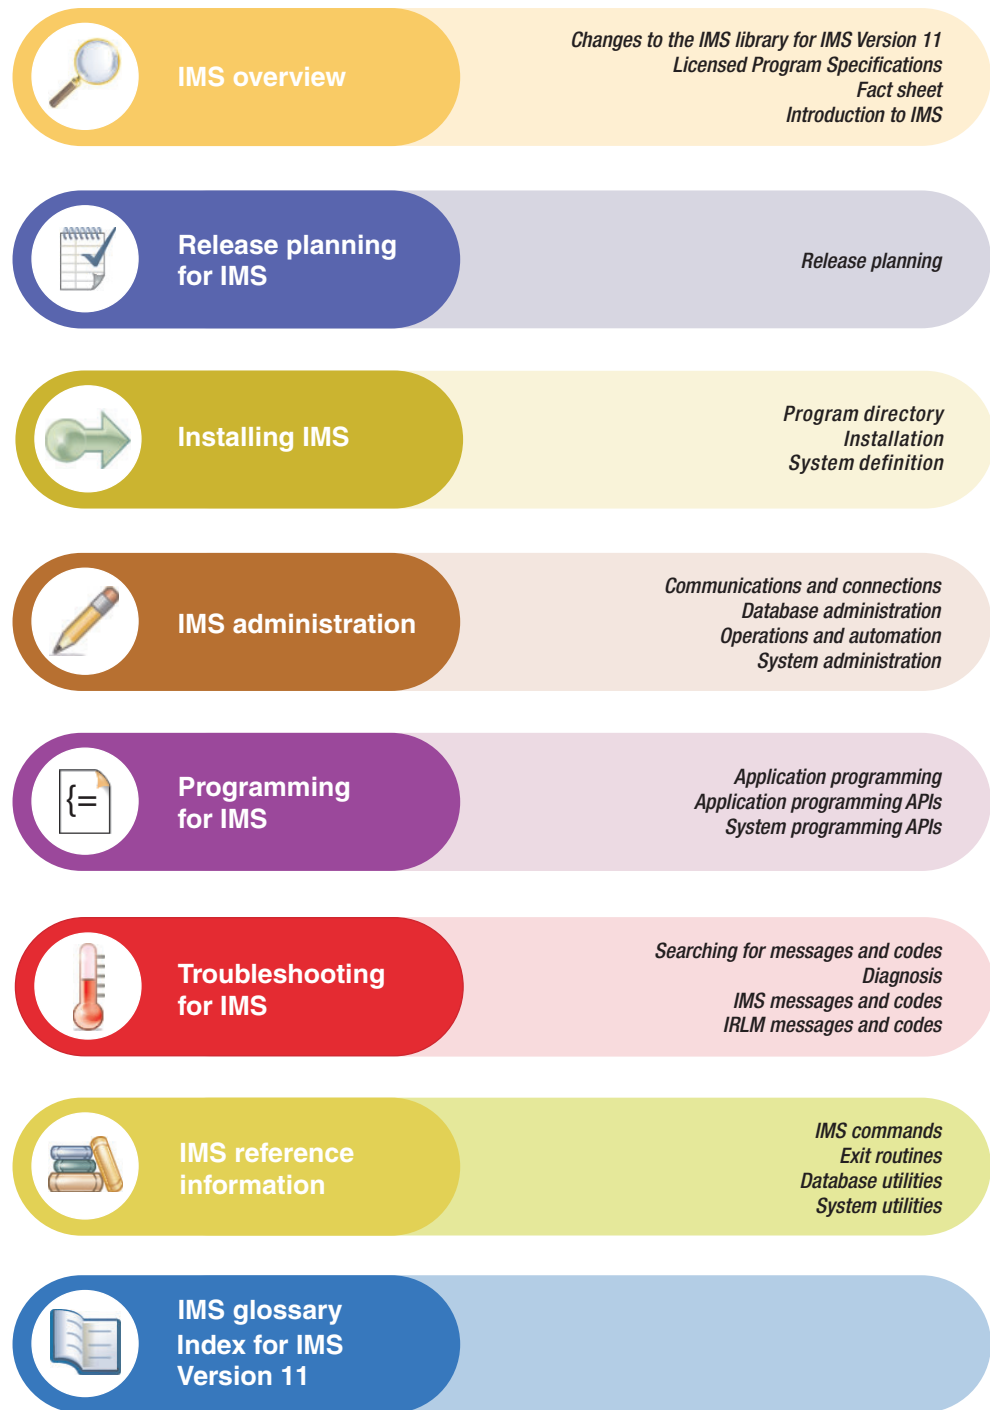 IMS overview
Changes to the IMS library for IMS Version 11
Licensed Program Specifications
Fact sheet
Introduction to IMS
Release planning
for IMS
Release planning
Installing IMS
Program directory
Installation
System definition
IMS administration
Communications and connections
Database administration
Operations and automation
System administration
{=
Programming
for IMS
Application programming
Application programming APIs
System programming APIs
Troubleshooting
for IMS
Searching for messages and codes
Diagnosis
IMS messages and codes
IRLM messages and codes
IMS reference
information
IMS commands
Exit routines
Database utilities
System utilities
IMS glossary
Index for IMS
Version 11